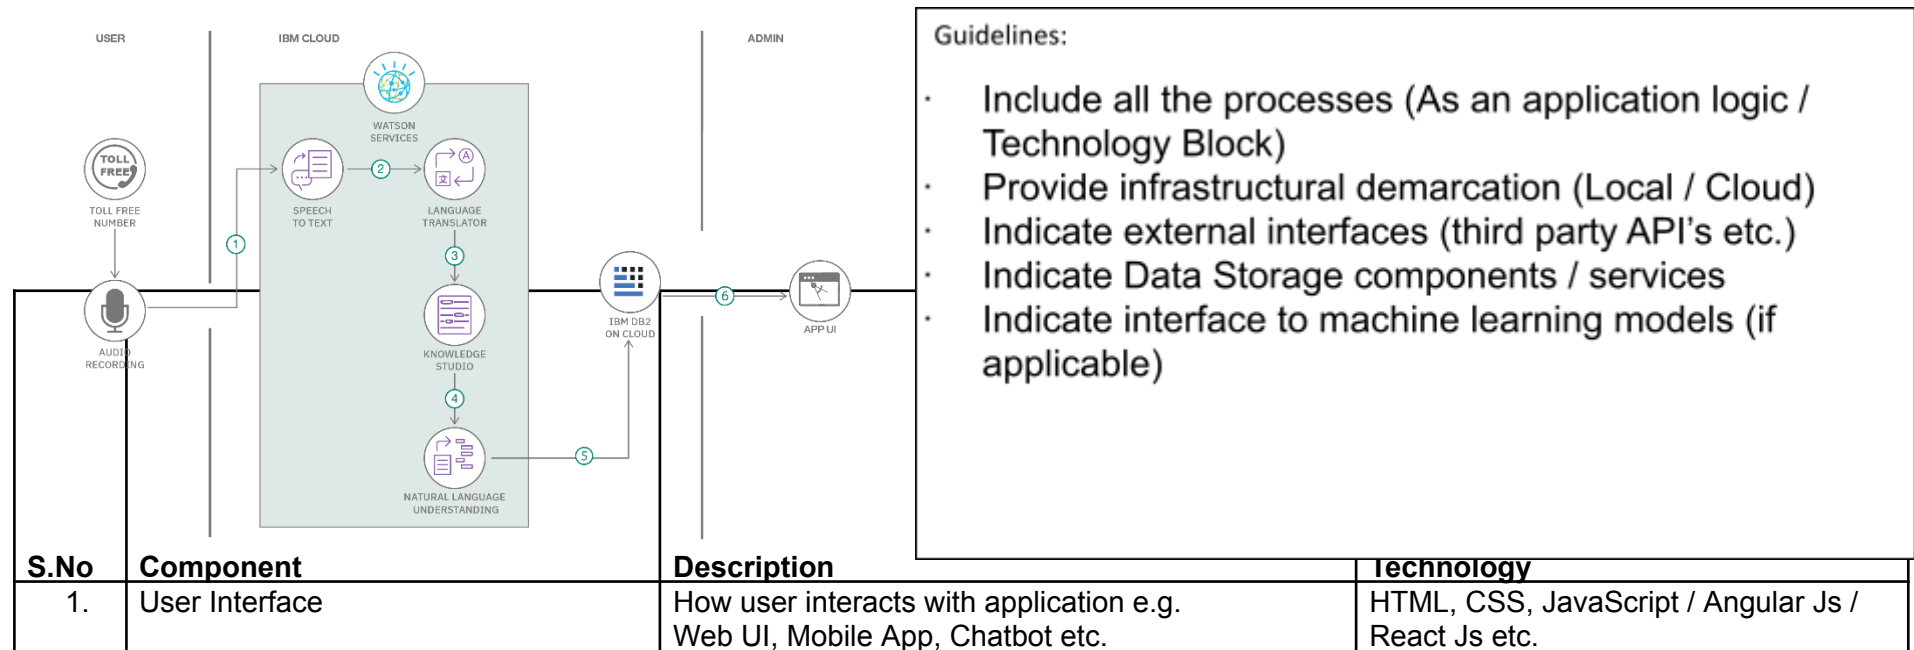 USER
IBM CLOUD
ADMIN
WATSON
SERVICES
TOLL
FREE
TOLL FREE
NUMBER
SPEECH
TO TEXT
2
A
文
LANGUAGE
TRANSLATOR
1
3
AUDIO
RECORDING
KNOWLEDGE
STUDIO
4
NATURAL LANGUAGE
UNDERSTANDING
5
IBM DB2
ON CLOUD
6
APP UI
Guidelines:
· Include all the processes (As an application logic /
Technology Block)
· Provide infrastructural demarcation (Local / Cloud)
· Indicate external interfaces (third party API's etc.)
· Indicate Data Storage components / services
· Indicate interface to machine learning models (if
applicable)
S.No Component Description Technology
1. User Interface How user interacts with application e.g. HTML, CSS, JavaScript / Angular Js /
Web UI, Mobile App, Chatbot etc. React Js etc.